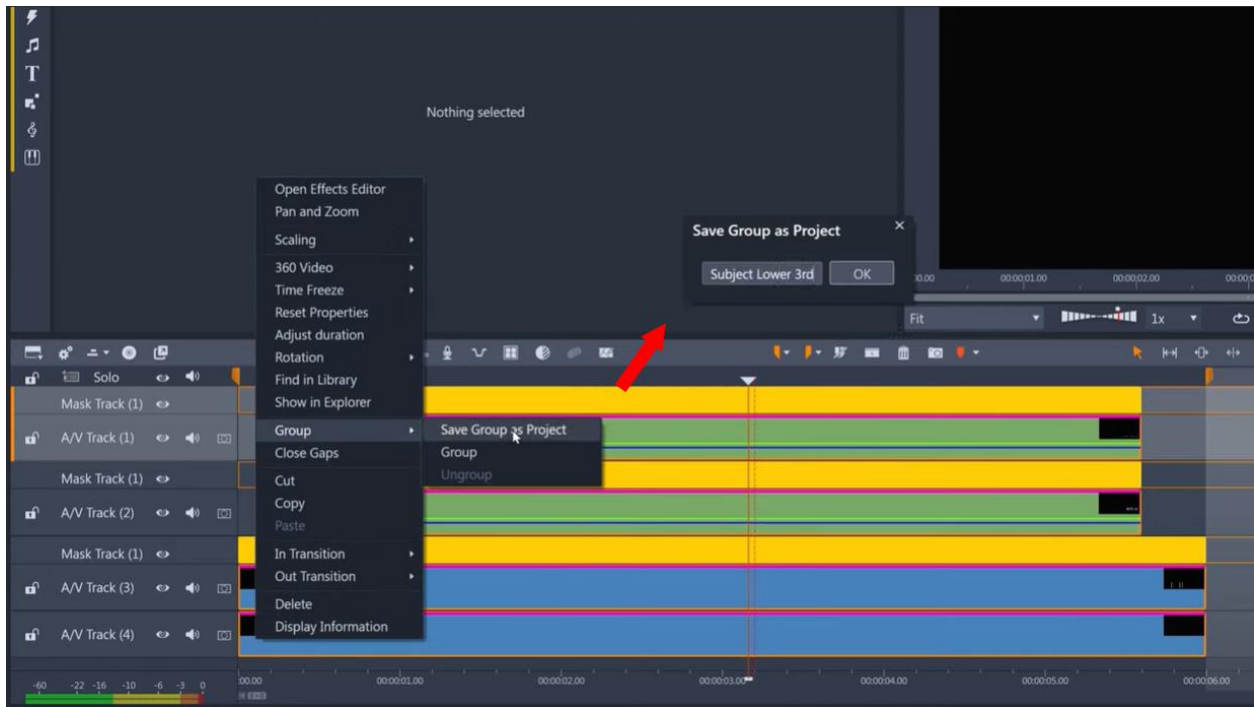 T
Nothing selected
Open Effects Editor
Pan and Zoom
Scaling
360 Video
Time Freeze
Reset Properties
Adjust duration
Rotation
Find in Library
Show in Explorer
Group
Close Gaps
Cut
Copy
Paste
In Transition
Out Transition
Delete
Display Information
Save Group as Project
Group
Ungroup
Save Group as Project
Subject Lower 3rd OK
00:00:01.00 00:00:02.00
Fit 1x
Solo
Mask Track (1)
A/V Track (1)
Mask Track (1)
A/V Track (2)
Mask Track (1)
A/V Track (3)
A/V Track (4)
-60 -22 -16 -10 -6 -3 0
00:00:01.00 00:00:02.00 00:00:03.00 00:00:04.00 00:00:05.00 00:00:06.00